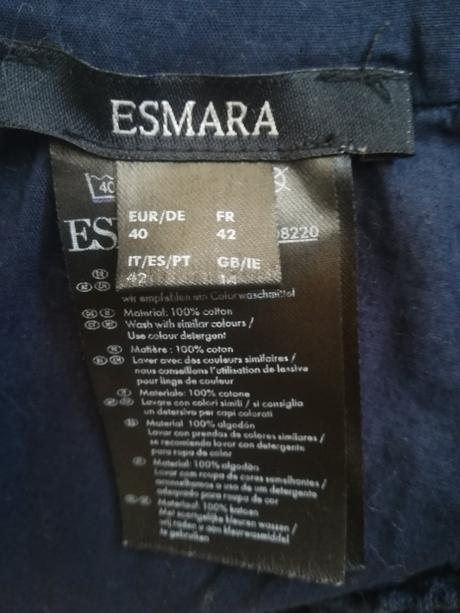 ESMARA
40
EUR/DE FR
40 42
ES 8220
IT/ES/PT GB/IE
42 14
wir empfehlen ein Colorwaschmittel
Material: 100% cotton
Wash with similar colours /
Use colour detergent
Matière : 100% coton
Laver avec des couleurs similaires /
nous conseillons l'utilisation de lessive
pour linge de couleur
Materiale: 100% cotone
Lavare con colori simili / si consiglia
un detersivo per capi colorati
Material: 100% algodón
Lavar con prendas de colores similares /
se recomienda lavar con detergente
para ropa de color
Material: 100% algodão
Lavar com roupa de cores semelhantes /
aconselhamos o uso de um detergente
adequado para roupa de cor
Materiaal: 100% katoen
Met soortgelijke kleuren wassen /
wij raden u aan kleurwasmiddel
te gebruiken